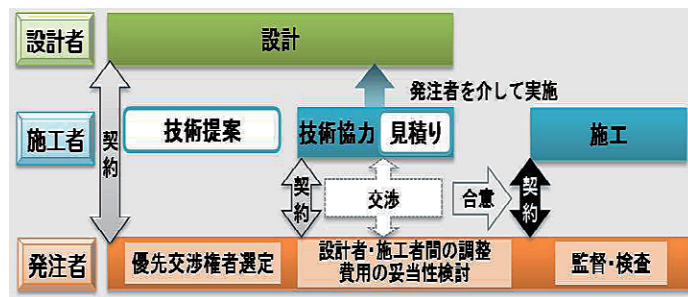 設計者
設計
発注者を介して実施
施工者
契約
技術提案
技術協力
見積り
施工
契約
交渉
合意
契約
発注者
優先交渉権者選定
設計者・施工者間の調整
費用の妥当性検討
監督・検査